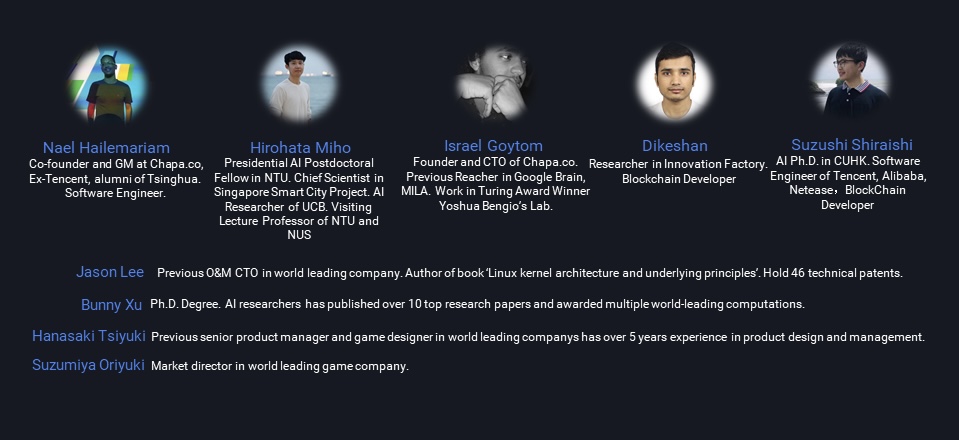 Nael Hailemariam
Co-founder and GM at Chapa.co,
Ex-Tencent, alumni of Tsinghua.
Software Engineer.
Hirohata Miho
Presidential AI Postdoctoral
Fellow in NTU. Chief Scientist in
Singapore Smart City Project. AI
Researcher of UCB. Visiting
Lecture Professor of NTU and
NUS
Israel Goytom
Founder and CTO of Chapa.co.
Previous Reacher in Google Brain,
MILA. Work in Turing Award Winner
Yoshua Bengio's Lab.
Dikeshan
Researcher in Innovation Factory.
Blockchain Developer
Suzushi Shiraishi
AI Ph.D. in CUHK. Software
Engineer of Tencent, Alibaba,
Netease，BlockChain
Developer
Jason Lee Previous O&M CTO in world leading company. Author of book 'Linux kernel architecture and underlying principles'. Hold 46 technical patents.
Bunny Xu Ph.D. Degree. AI researchers has published over 10 top research papers and awarded multiple world-leading computations.
Hanasaki Tsiyuki Previous senior product manager and game designer in world leading companys has over 5 years experience in product design and management.
Suzumiya Oriyuki Market director in world leading game company.